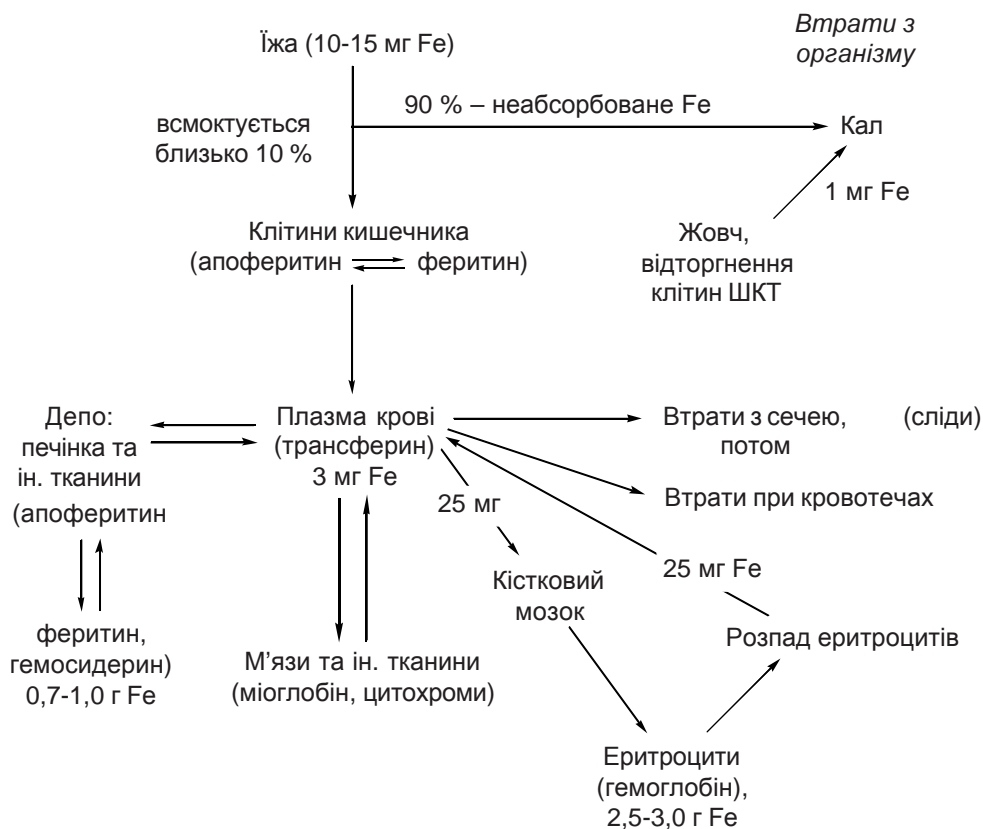 Втрати з
організму
Їжа (10-15 мг Fe)
90 % – неабсорбоване Fe
всмоктується
близько 10 %
Кал
1 мг Fe
Клітини кишечника
(апоферитин феритин)
Жовч,
відторгнення
клітин ШКТ
Депо:
печінка та
ін. тканини
(апоферитин
Плазма крові
(трансферин)
3 мг Fe
Втрати з сечею, (сліди)
потом
Втрати при кровотечах
25 мг
25 мг Fe
Кістковий
мозок
Розпад еритроцитів
феритин,
гемосидерин)
0,7-1,0 г Fe
М’язи та ін. тканини
(міоглобін, цитохроми)
Еритроцити
(гемоглобін),
2,5-3,0 г Fe